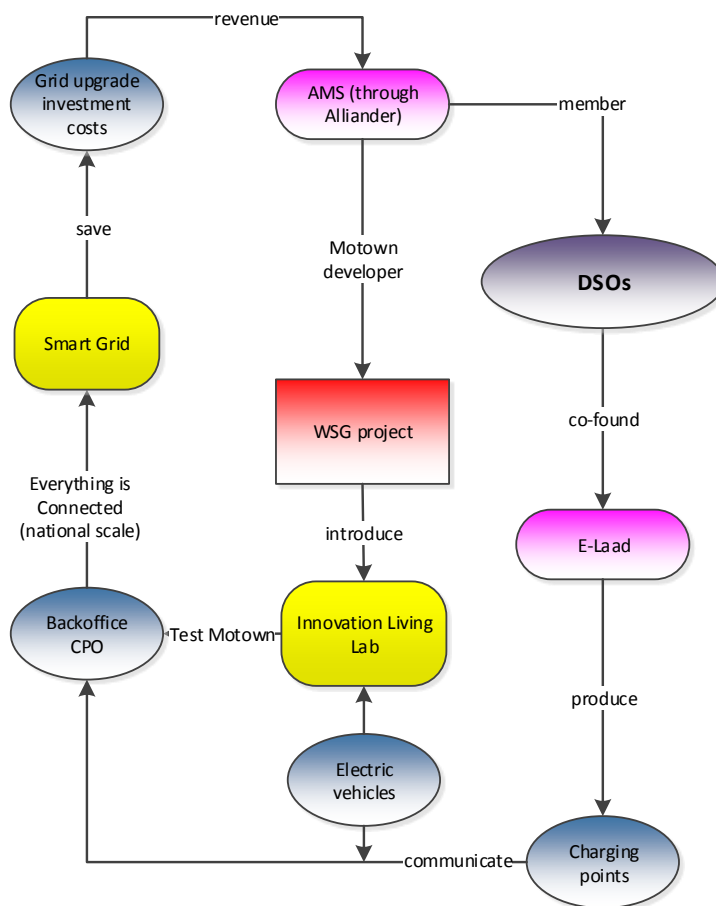 revenue
Grid upgrade
investment
costs
AMS (through
Alliander)
member
save
Motown
developer
DSOs
Smart Grid
WSG project
co-found
Everything is
Connected
(national scale)
introduce
E-Laad
Backoffice
CPO
Test Motown
Innovation Living
Lab
produce
Electric
vehicles
communicate
Charging
points